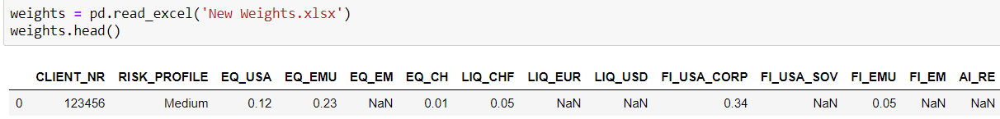 weights = pd.read_excel('New Weights.xlsx')
weights.head()
CLIENT_NR RISK_PROFILE EQ_USA EQ_EMU EQ_EM EQ_CH LIQ_CHF LIQ_EUR LIQ_USD FI_USA_CORP FI_USA_SOV FI_EMU FI_EM AI_RE
0 123456 Medium 0.12 0.23 NaN 0.01 0.05 NaN NaN 0.34 NaN 0.05 NaN NaN